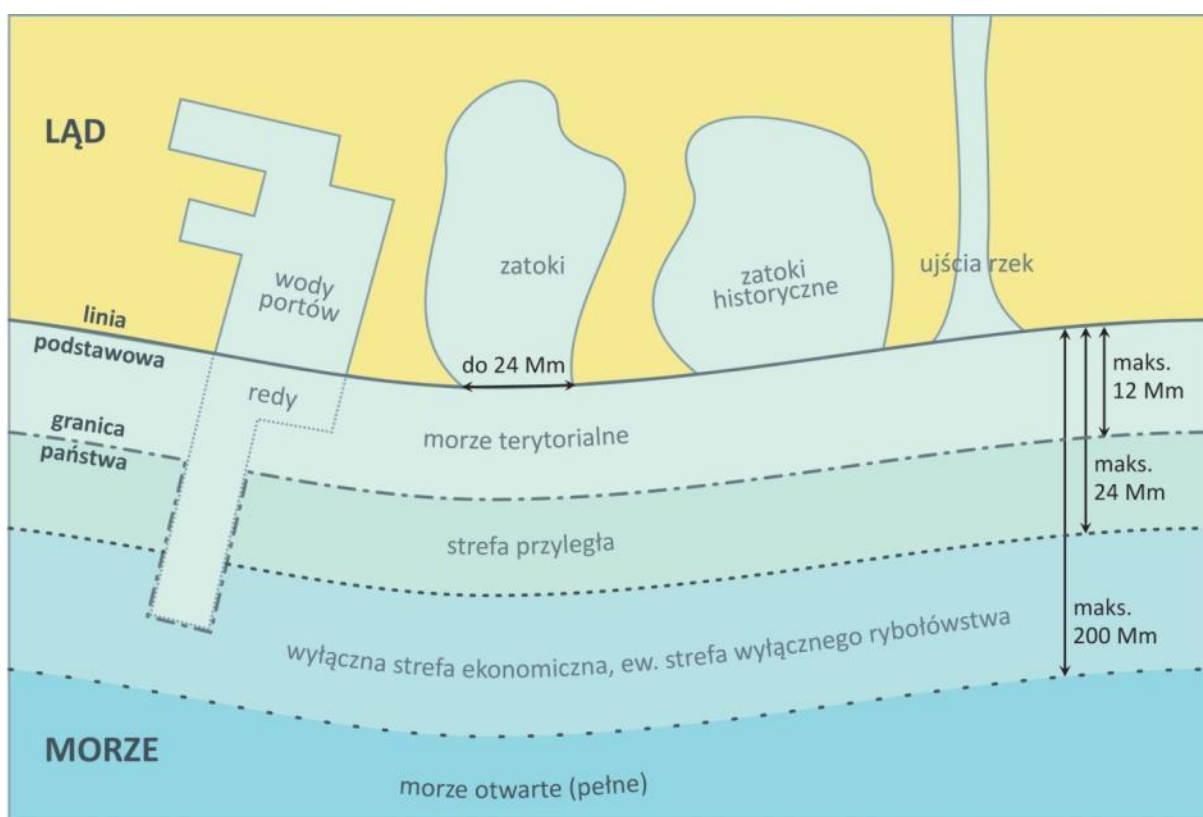 LĄD
wody
portów
zatoki
zatoki
historyczne
ujścia rzek
linia
podstawowa
do 24 Mm
redy
maks.
12 Mm
granica
państwa
morze terytorialne
maks.
24 Mm
strefa przyległa
maks.
200 Mm
wyłączna strefa ekonomiczna, ew. strefa wyłącznego rybołówstwa
MORZE
morze otwarte (pełne)